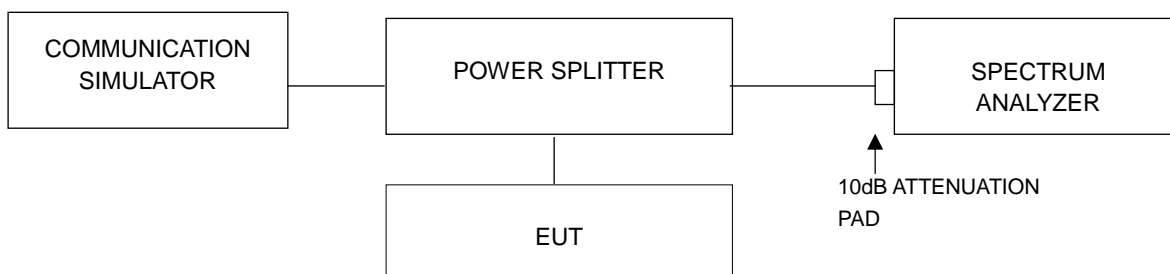 COMMUNICATION
SIMULATOR
POWER SPLITTER
SPECTRUM
ANALYZER
10dB ATTENUATION
PAD
EUT